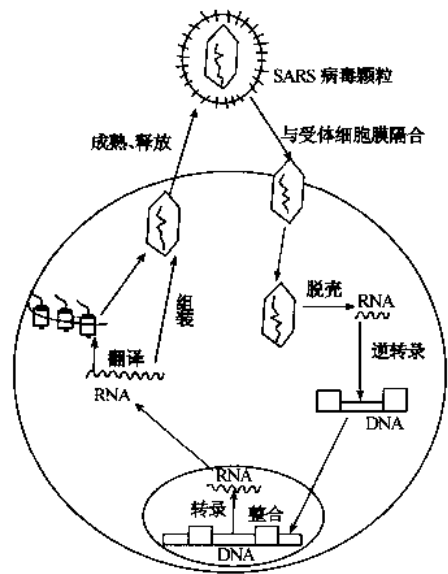 SARS 病毒颗粒
成熟、释放
与受体细胞膜隔合
脱壳
RNA
组装
逆转录
翻译
RNA
DNA
RNA
转录
整合
DNA